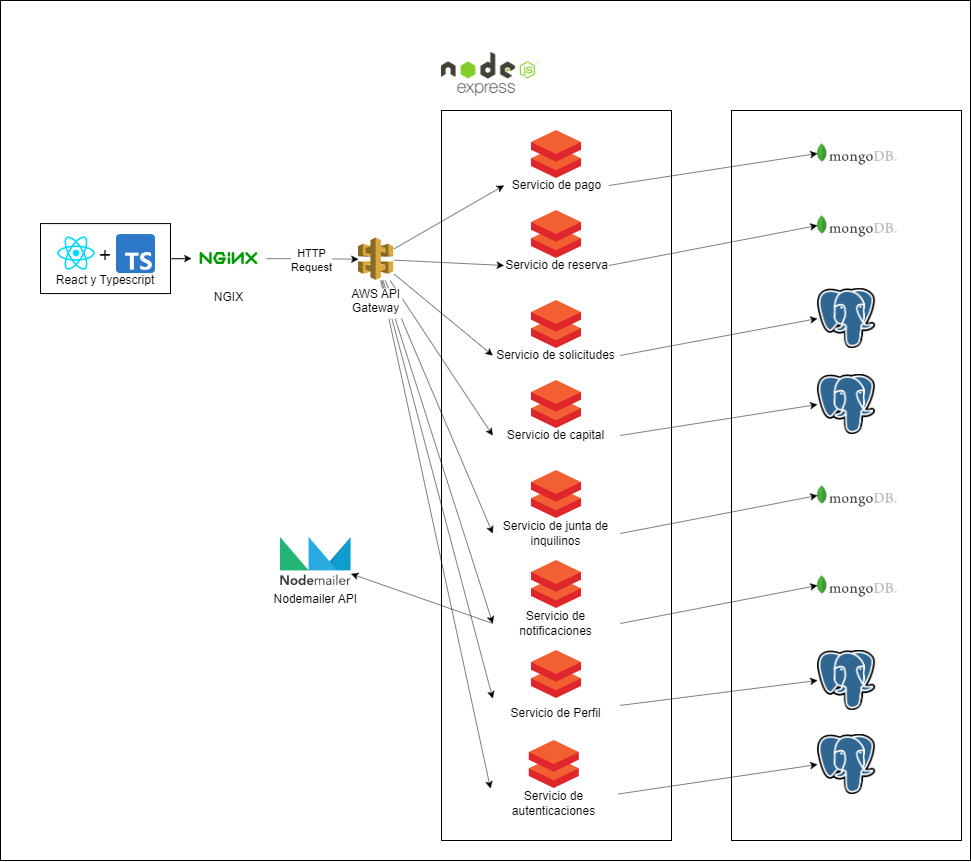 node
JS
express
Servicio de pago
mongoDB.
Servicio de reserva
mongoDB.
+
TS
React y Typescript
NGINX
HTTP
Request
NGIX
AWS API
Gateway
Servicio de solicitudes
Servicio de capital
Servicio de junta de
inquilinos
mongoDB.
Nodemailer
Nodemailer API
Servicio de
notificaciones
mongoDB.
Servicio de Perfil
Servicio de
autenticaciones